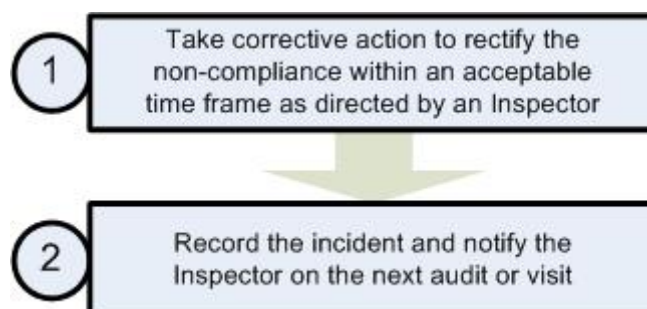 1
Take corrective action to rectify the
non-compliance within an acceptable
time frame as directed by an Inspector
2
Record the incident and notify the
Inspector on the next audit or visit